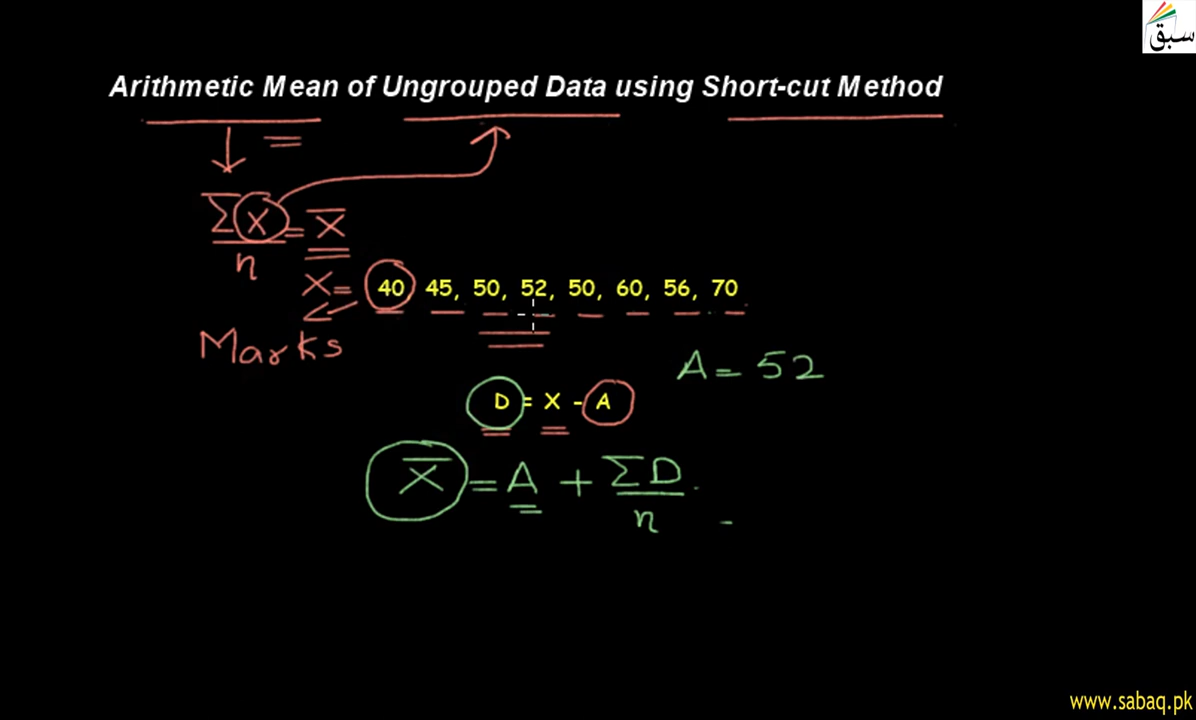 سبق
Arithmetic Mean of Ungrouped Data using Short-cut Method
=
ΣX/n = X̄
X = 40 45, 50, 52, 50, 60, 56, 70
Marks
A = 52
D = X - A
X̄ = A + ΣD/n
www.sabaq.pk